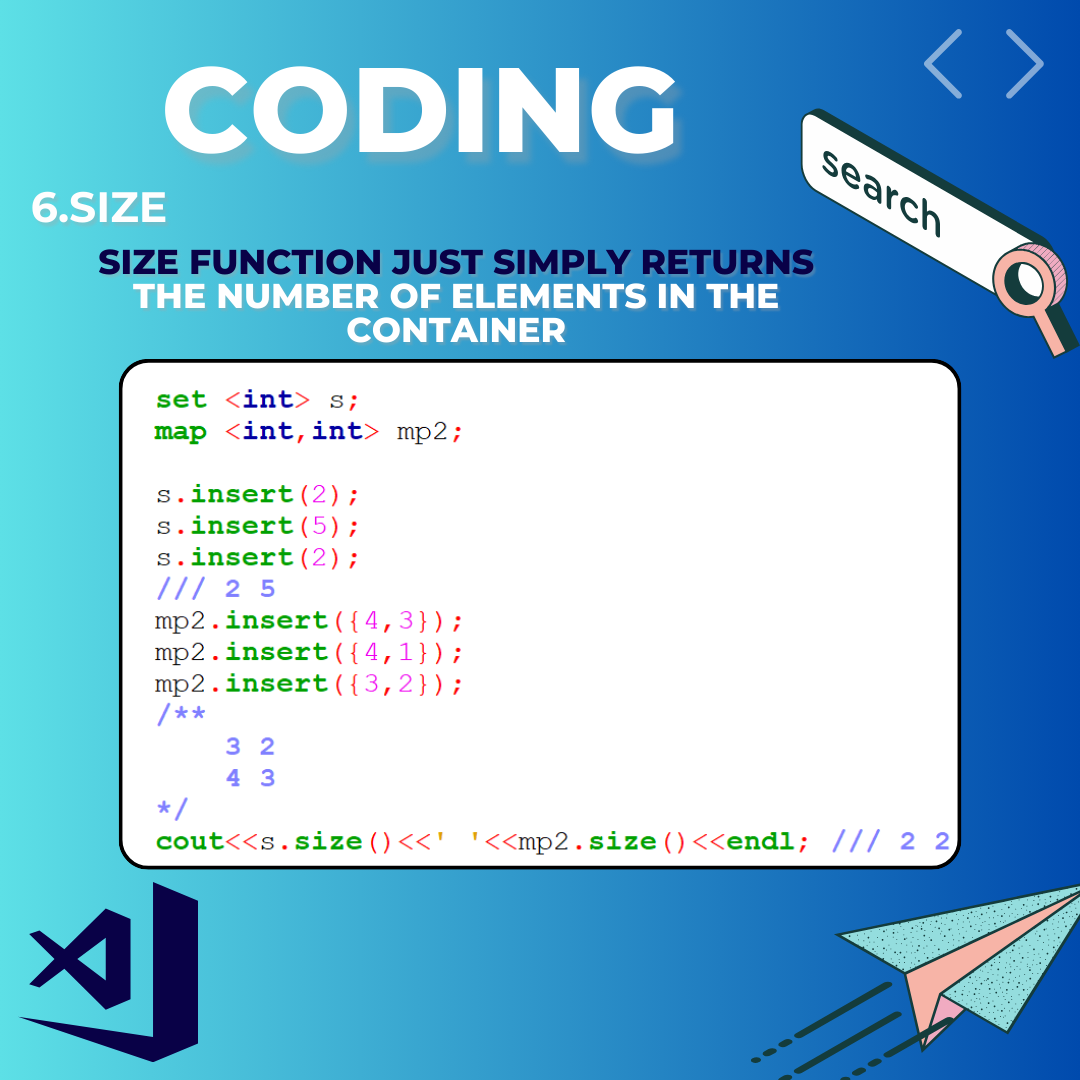 CODING
search
6.SIZE
SIZE FUNCTION JUST SIMPLY RETURNS
THE NUMBER OF ELEMENTS IN THE
CONTAINER
set <int> s;
map <int,int> mp2;
s.insert(2);
s.insert(5);
s.insert(2);
/// 2 5
mp2.insert({4,3});
mp2.insert({4,1});
mp2.insert({3,2});
/**
    3 2
    4 3
*/
cout<<s.size()<<' '<<mp2.size()<<endl; /// 2 2